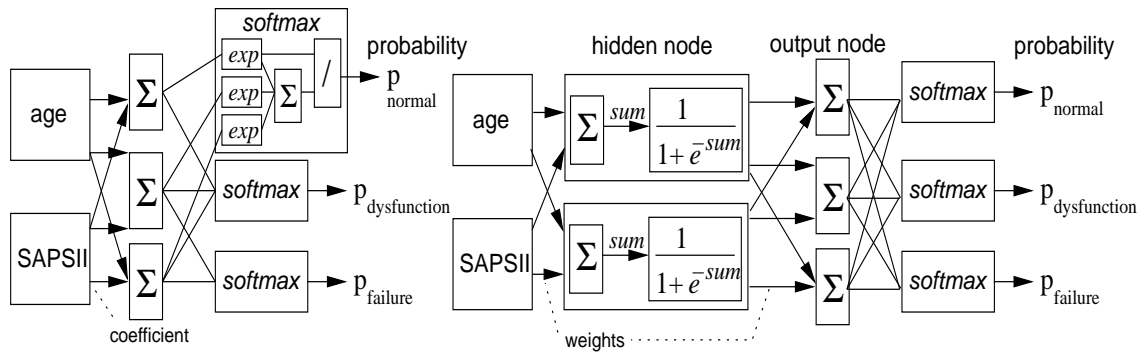 softmax
exp
exp
exp
Σ
/
probability
p normal
age
Σ
Σ
Σ
softmax
p dysfunction
SAPSII
softmax
p failure
coefficient
hidden node
output node
probability
age
Σ
sum
1
1+ e^-sum
Σ
softmax
p normal
Σ
softmax
p dysfunction
SAPSII
Σ
sum
1
1+ e^-sum
Σ
softmax
p failure
weights